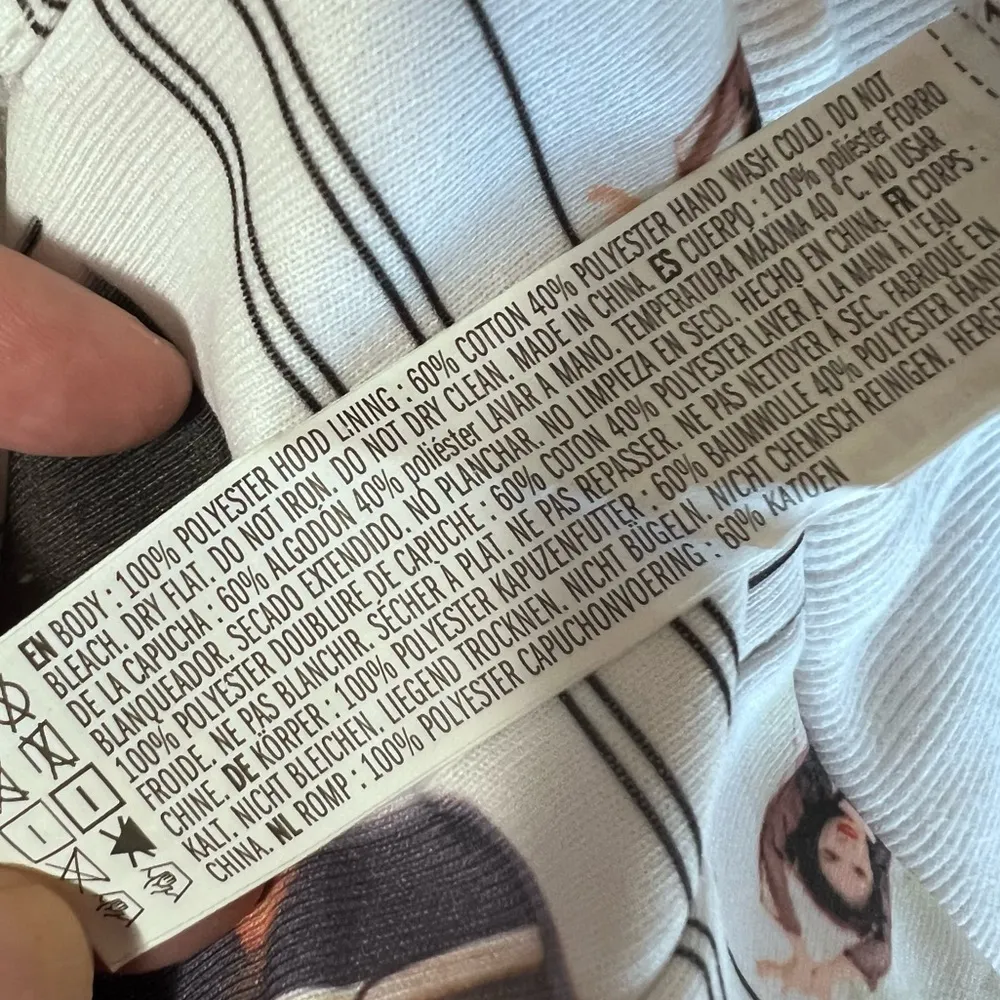 EN BODY : 100% POLYESTER HOOD LINING : 60% COTTON 40% POLYESTER HAND WASH COLD. DO NOT
BLEACH. DRY FLAT. DO NOT IRON. DO NOT DRY CLEAN. MADE IN CHINA. ES CUERPO : 100% poliéster FORRO
DE LA CAPUCHA : 60% ALGODÓN 40% poliéster LAVAR A MANO. TEMPERATURA MÁXIMA 40°C. NO USAR
BLANQUEADOR. SECADO EXTENDIDO. NO PLANCHAR. NO LIMPIEZA EN SECO. HECHO EN CHINA. FR CORPS :
100% POLYESTER DOUBLURE DE CAPUCHE : 60% COTON 40% POLYESTER LAVER À LA MAIN À L'EAU
FROIDE. NE PAS BLANCHIR. SÉCHER À PLAT. NE PAS REPASSER. NE PAS NETTOYER À SEC. FABRIQUÉ EN
CHINE. DE KÖRPER : 100% POLYESTER KAPUZENFUTTER : 60% BAUMWOLLE 40% POLYESTER
KALT. NICHT BLEICHEN. LIEGEND TROCKNEN. NICHT BÜGELN. NICHT CHEMISCH REINIGEN.
CHINA. NL ROMP : 100% POLYESTER CAPUCHONVOERING : 60% KATOEN